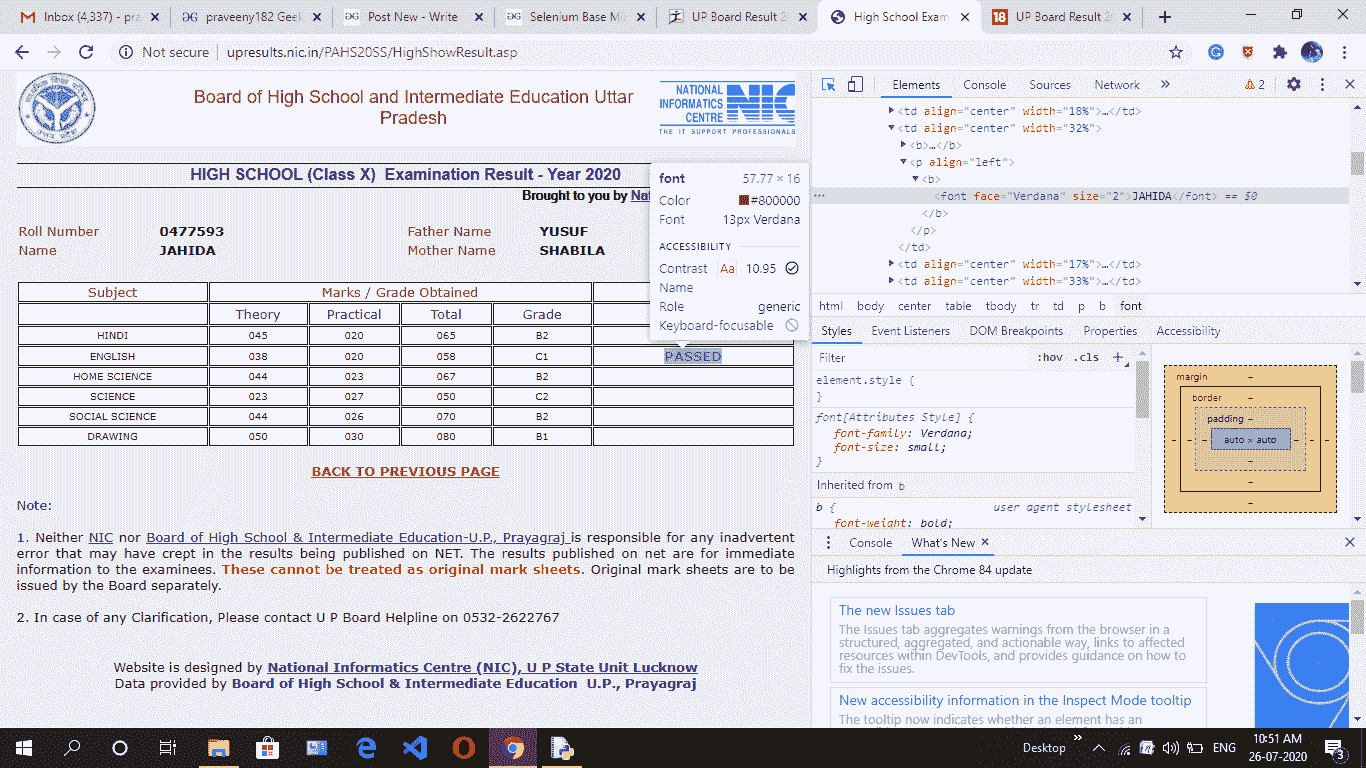 Inbox (4,337) - pra
praveeny182 Geek
Post New - Write
Selenium Base Mi
UP Board Result 2
High School Exam
18 UP Board Result 2
Not secure upresults.nic.in/PAHS20SS/HighShowResult.asp
Board of High School and Intermediate Education Uttar
Pradesh
NATIONAL
INFORMATICS
CENTRE
NIC
THE IT SUPPORT PROFESSIONALS
HIGH SCHOOL (Class X) Examination Result - Year 2020
Brought to you by Nat
Roll Number 0477593 Father Name YUSUF
Name JAHIDA Mother Name SHABILA
Subject Marks / Grade Obtained
Theory Practical Total Grade
HINDI 045 020 065 B2
ENGLISH 038 020 058 C1 PASSED
HOME SCIENCE 044 023 067 B2
SCIENCE 023 027 050 C2
SOCIAL SCIENCE 044 026 070 B2
DRAWING 050 030 080 B1
BACK TO PREVIOUS PAGE
Note:
1. Neither NIC nor Board of High School & Intermediate Education-U.P., Prayagraj is responsible for any inadvertent
error that may have crept in the results being published on NET. The results published on net are for immediate
information to the examinees. These cannot be treated as original mark sheets. Original mark sheets are to be
issued by the Board separately.
2. In case of any Clarification, Please contact U P Board Helpline on 0532-2622767
Website is designed by National Informatics Centre (NIC), U P State Unit Lucknow
Data provided by Board of High School & Intermediate Education U.P., Prayagraj
font 57.77 × 16
Color #800000
Font 13px Verdana
ACCESSIBILITY
Contrast Aa 10.95
Name
Role generic
Keyboard-focusable
Elements Console Sources Network » 2
<td align="center" width="18%">…</td>
<td align="center" width="32%">
<b>…</b>
<p align="left">
<b>
… <font face="Verdana" size="2">JAHIDA</font> == $0
</b>
</p>
</td>
<td align="center" width="17%">…</td>
<td align="center" width="33%">…</td>
html body center table tbody tr td p b font
Styles Event Listeners DOM Breakpoints Properties Accessibility
Filter :hov .cls +
element.style {
}
font[Attributes Style] {
font-family: Verdana;
font-size: small;
}
Inherited from b
b { user agent stylesheet
font-weight: bold;
margin –
border –
padding –
– – – auto × auto – – –
–
–
–
Console What's New
Highlights from the Chrome 84 update
The new Issues tab
The Issues tab aggregates warnings from the browser in a
structured, aggregated, and actionable way, links to affected
resources within DevTools, and provides guidance on how to
fix the issues.
New accessibility information in the Inspect Mode tooltip
The tooltip now indicates whether an element has an
Desktop » ENG 10:51 AM
26-07-2020
3